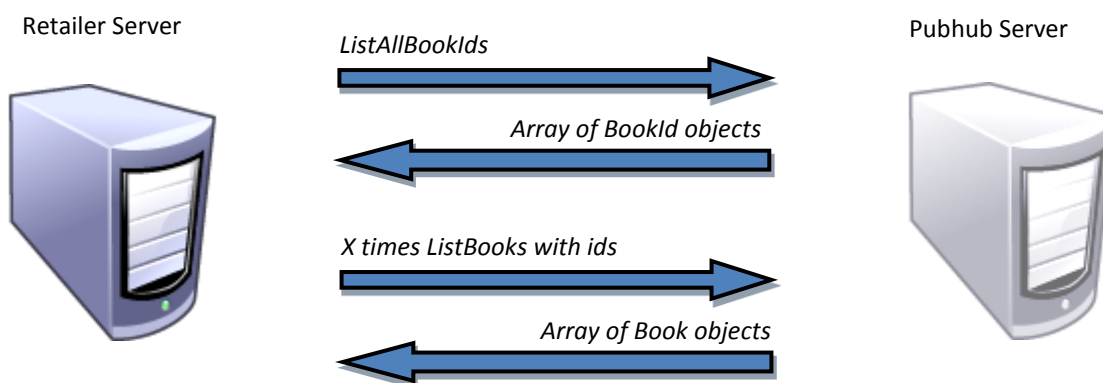 Retailer Server
Pubhub Server
ListAllBookIds
Array of BookId objects
X times ListBooks with ids
Array of Book objects